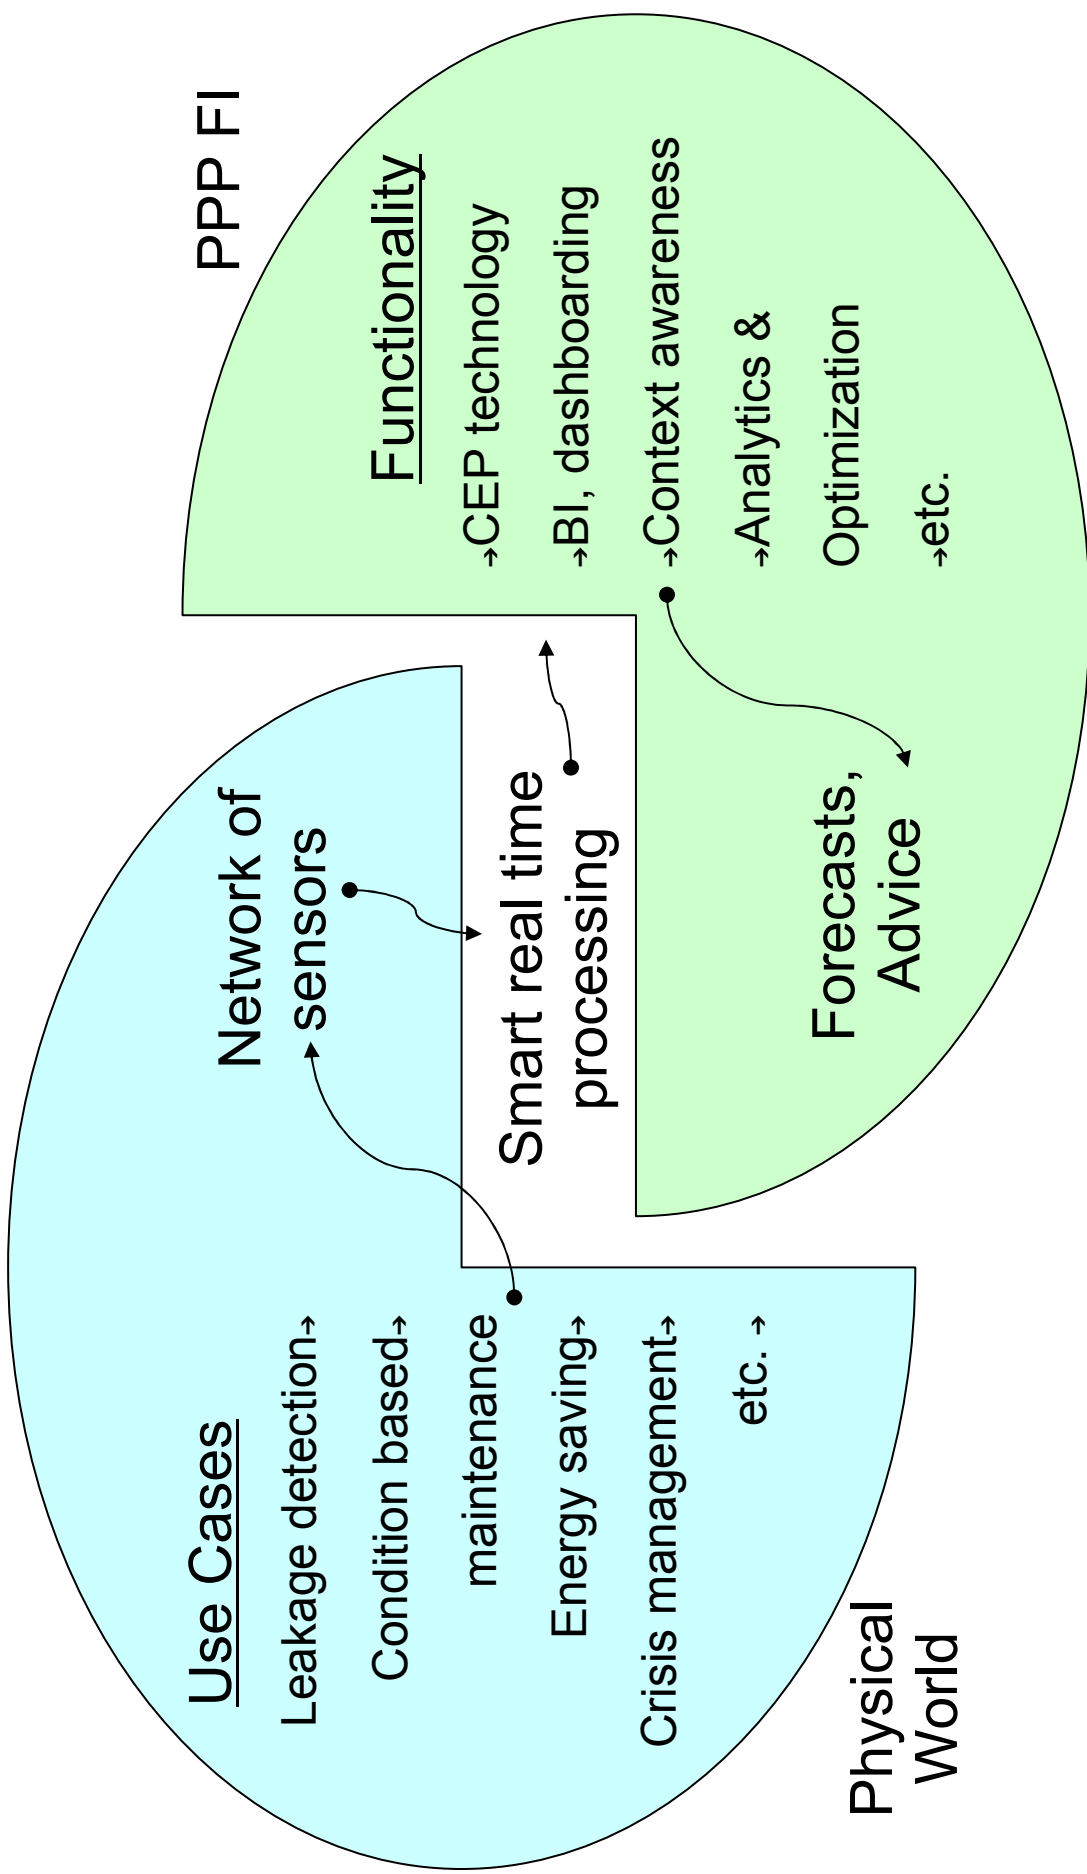 Use Cases
Leakage detection→
Condition based→
maintenance
Energy saving→
Crisis management→
etc. →
Physical
World
Network of
sensors
Smart real time
processing
PPP FI
Functionality
→CEP technology
→BI, dashboarding
→Context awareness
→Analytics &
Optimization
→etc.
Forecasts,
Advice